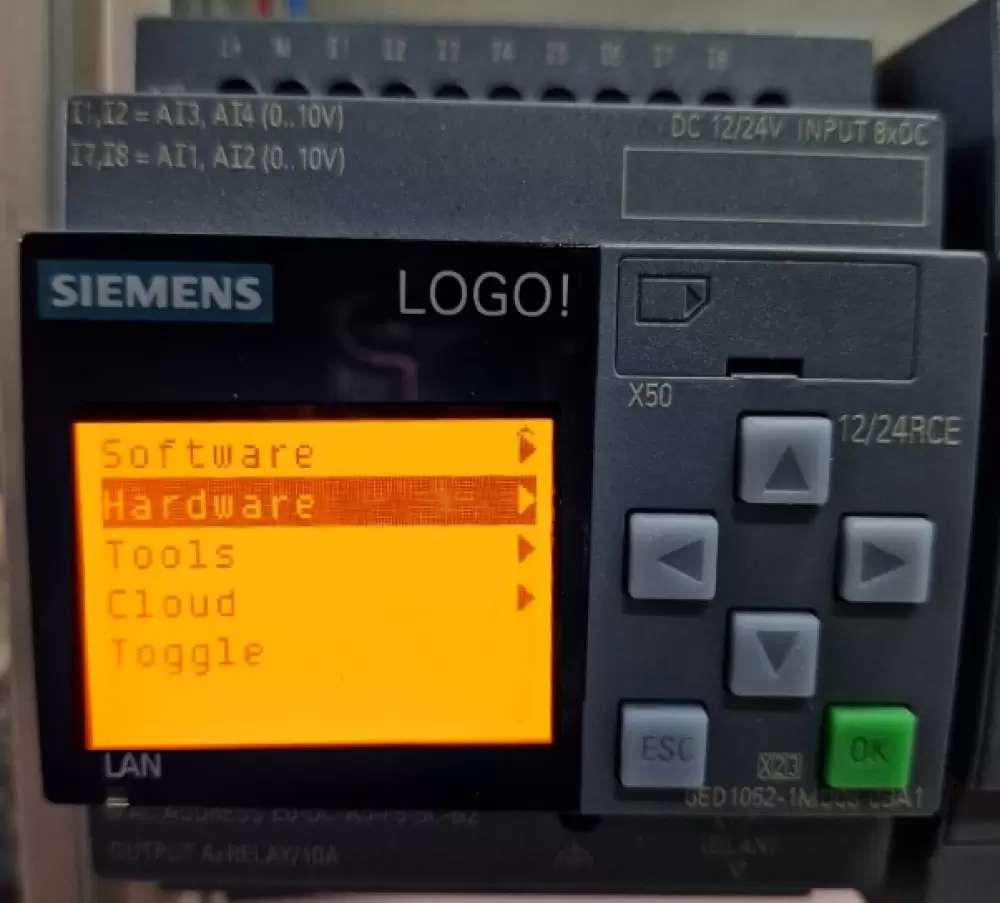 L+ M I1 I2 I3 I4 I5 I6 I7 I8
I1,I2 = AI3, AI4 (0..10V)
DC 12/24V INPUT 8xDC
I7,I8 = AI1, AI2 (0..10V)
SIEMENS
LOGO!
X50
12/24RCE
Software
Hardware
Tools
Cloud
Toggle
ESC
OK
LAN
X23
OUTPUT 4xRELAY/10A